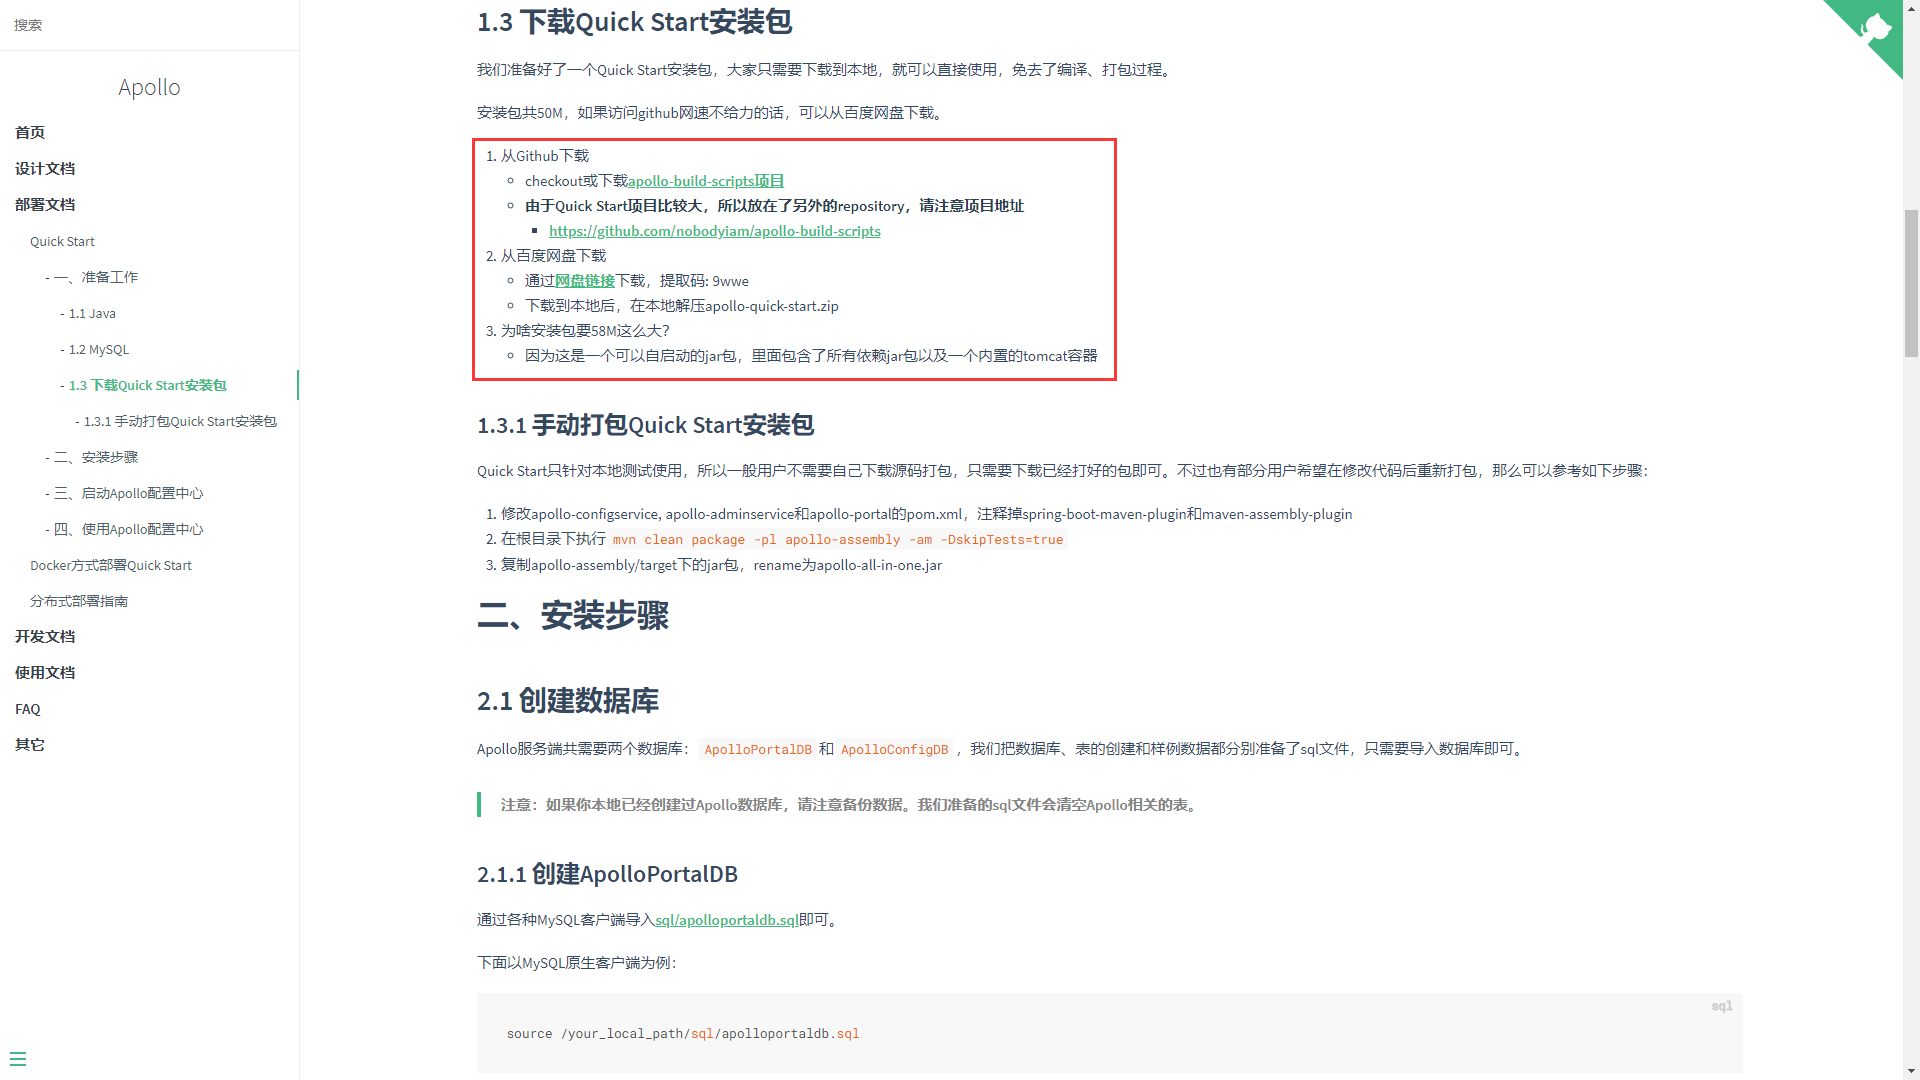 搜索
Apollo
首页
设计文档
部署文档
Quick Start
- 一、准备工作
- 1.1 Java
- 1.2 MySQL
- 1.3 下载Quick Start安装包
- 1.3.1 手动打包Quick Start安装包
- 二、安装步骤
- 三、启动Apollo配置中心
- 四、使用Apollo配置中心
Docker方式部署Quick Start
分布式部署指南
开发文档
使用文档
FAQ
其它
1.3 下载Quick Start安装包
我们准备好了一个Quick Start安装包，大家只需要下载到本地，就可以直接使用，免去了编译、打包过程。
安装包共50M，如果访问github网速不给力的话，可以从百度网盘下载。
1. 从Github下载
checkout或下载apollo-build-scripts项目
由于Quick Start项目比较大，所以放在了另外的repository，请注意项目地址
https://github.com/nobodyiam/apollo-build-scripts
2. 从百度网盘下载
通过网盘链接下载，提取码: 9wwe
下载到本地后，在本地解压apollo-quick-start.zip
3. 为啥安装包要58M这么大？
因为这是一个可以自启动的jar包，里面包含了所有依赖jar包以及一个内置的tomcat容器
1.3.1 手动打包Quick Start安装包
Quick Start只针对本地测试使用，所以一般用户不需要自己下载源码打包，只需要下载已经打好的包即可。不过也有部分用户希望在修改代码后重新打包，那么可以参考如下步骤：
1. 修改apollo-configservice, apollo-adminservice和apollo-portal的pom.xml，注释掉spring-boot-maven-plugin和maven-assembly-plugin
2. 在根目录下执行 mvn clean package -pl apollo-assembly -am -DskipTests=true
3. 复制apollo-assembly/target下的jar包，rename为apollo-all-in-one.jar
二、安装步骤
2.1 创建数据库
Apollo服务端共需要两个数据库： ApolloPortalDB 和 ApolloConfigDB ，我们把数据库、表的创建和样例数据都分别准备了sql文件，只需要导入数据库即可。
注意：如果你本地已经创建过Apollo数据库，请注意备份数据。我们准备的sql文件会清空Apollo相关的表。
2.1.1 创建ApolloPortalDB
通过各种MySQL客户端导入sql/apolloportaldb.sql即可。
下面以MySQL原生客户端为例：
sql
source /your_local_path/sql/apolloportaldb.sql